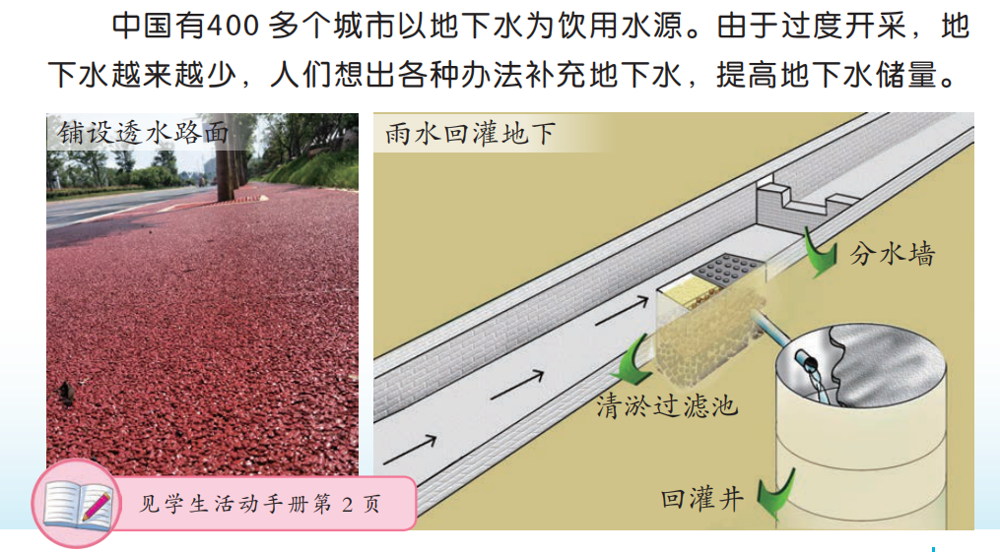 中国有400 多个城市以地下水为饮用水源。由于过度开采，地
下水越来越少，人们想出各种办法补充地下水，提高地下水储量。
铺设透水路面
雨水回灌地下
分水墙
清淤过滤池
回灌井
见学生活动手册第 2 页